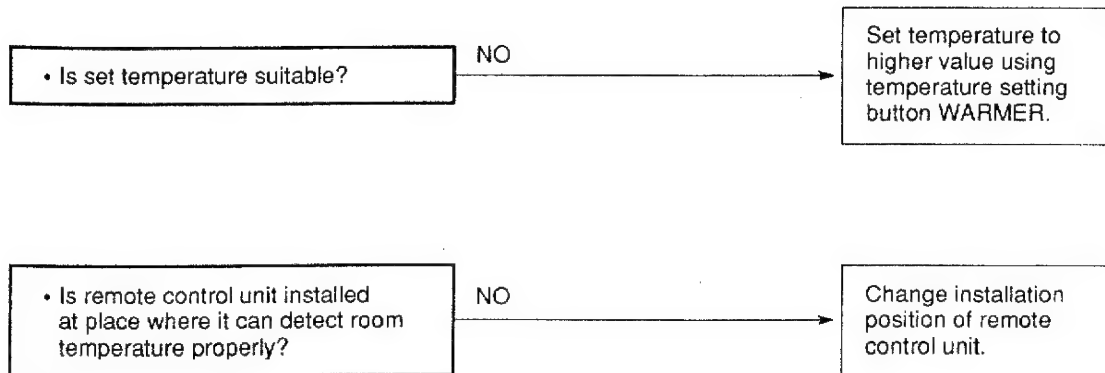 • Is set temperature suitable?
NO
Set temperature to
higher value using
temperature setting
button WARMER.
• Is remote control unit installed
at place where it can detect room
temperature properly?
NO
Change installation
position of remote
control unit.